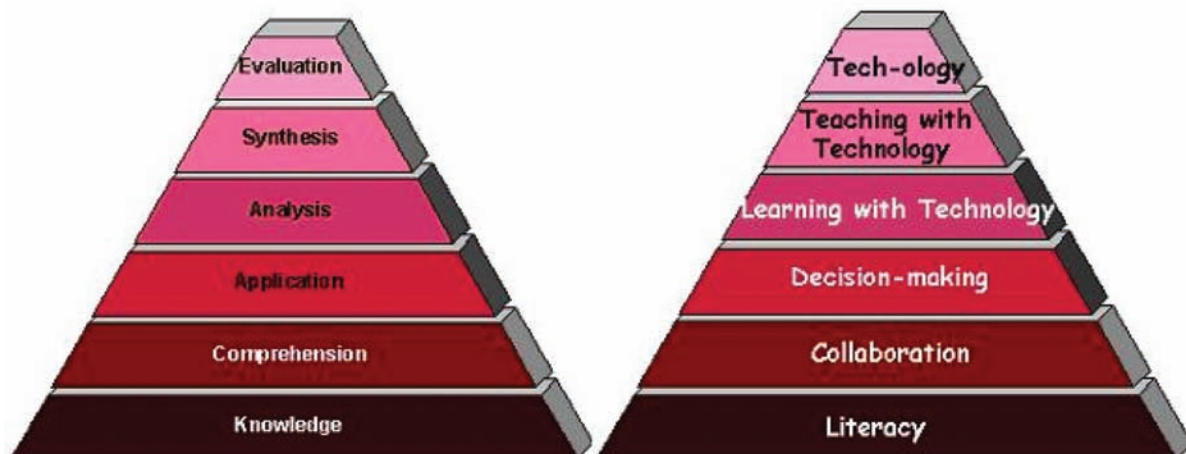 Evaluation
Synthesis
Analysis
Application
Comprehension
Knowledge
Tech-ology
Teaching with
Technology
Learning with Technology
Decision-making
Collaboration
Literacy